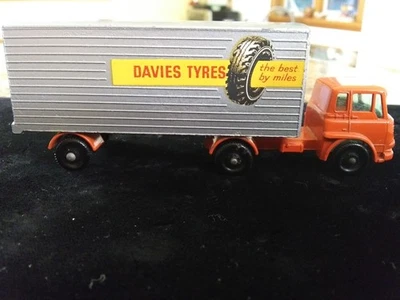 DAVIES TYRES
the best
by miles